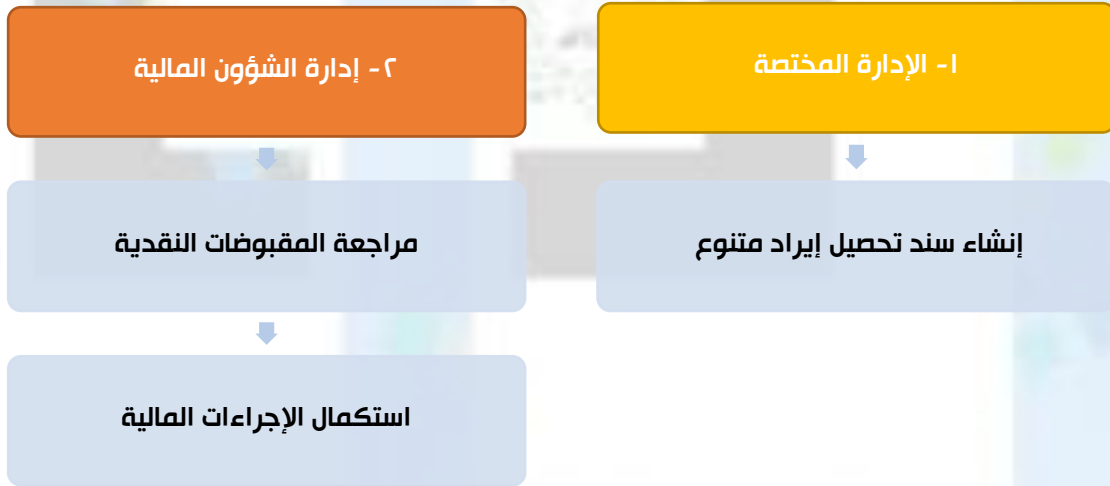 ١- الإدارة المختصة
إنشاء سند تحصيل إيراد متنوع
٢- إدارة الشؤون المالية
مراجعة المقبوضات النقدية
استكمال الإجراءات المالية